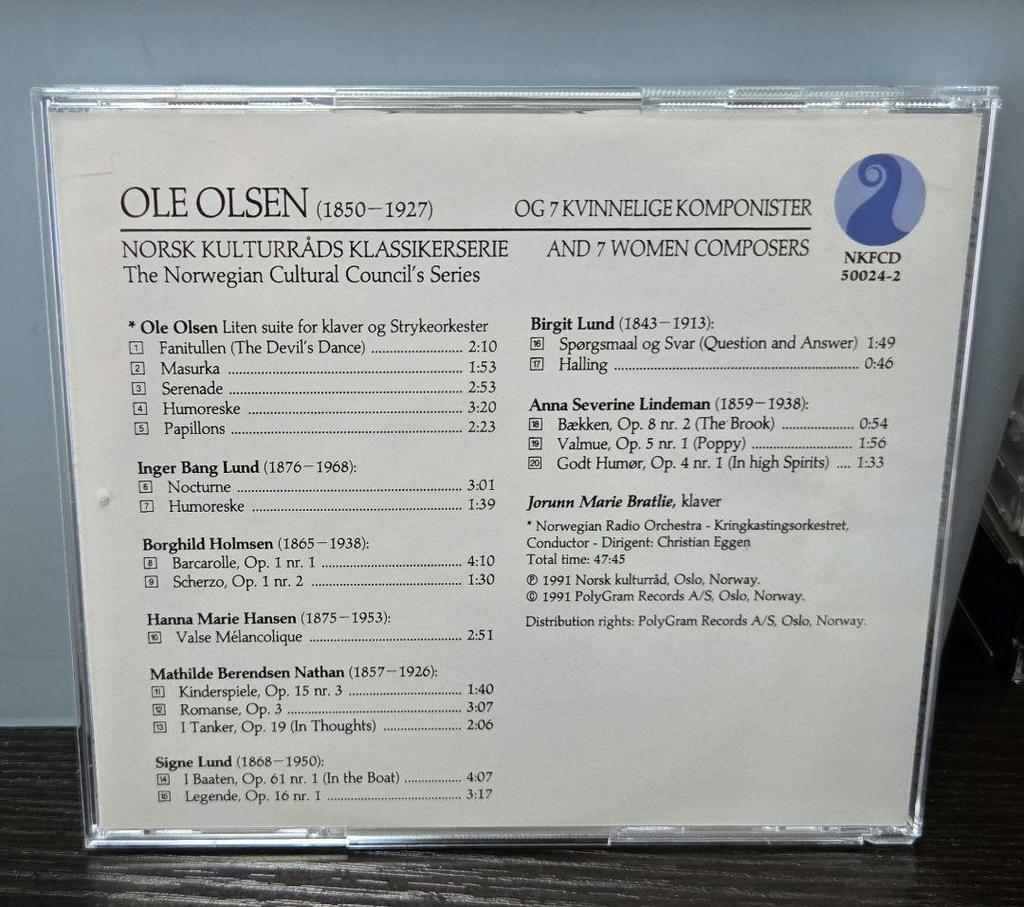 OLE OLSEN (1850–1927)
OG 7 KVINNELIGE KOMPONISTER
NORSK KULTURRÅDS KLASSIKERSERIE
AND 7 WOMEN COMPOSERS
The Norwegian Cultural Council's Series
NKFCD
50024-2
* Ole Olsen Liten suite for klaver og Strykeorkester
1 Fanitullen (The Devil's Dance) 2:10
2 Masurka 1:53
3 Serenade 2:53
4 Humoreske 3:20
5 Papillons 2:23
Inger Bang Lund (1876–1968):
6 Nocturne 3:01
7 Humoreske 1:39
Borghild Holmsen (1865–1938):
8 Barcarolle, Op. 1 nr. 1 4:10
9 Scherzo, Op. 1 nr. 2 1:30
Hanna Marie Hansen (1875–1953):
10 Valse Mélancolique 2:51
Mathilde Berendsen Nathan (1857–1926):
11 Kinderspiele, Op. 15 nr. 3 1:40
12 Romanse, Op. 3 3:07
13 I Tanker, Op. 19 (In Thoughts) 2:06
Signe Lund (1868–1950):
14 I Baaten, Op. 61 nr. 1 (In the Boat) 4:07
15 Legende, Op. 16 nr. 1 3:17
Birgit Lund (1843–1913):
16 Spørgsmaal og Svar (Question and Answer) 1:49
17 Halling 0:46
Anna Severine Lindeman (1859–1938):
18 Bækken, Op. 8 nr. 2 (The Brook) 0:54
19 Valmue, Op. 5 nr. 1 (Poppy) 1:56
20 Godt Humør, Op. 4 nr. 1 (In high Spirits) 1:33
Jorunn Marie Bratlie, klaver
* Norwegian Radio Orchestra - Kringkastingsorkestret,
Conductor - Dirigent: Christian Eggen
Total time: 47:45
℗ 1991 Norsk kulturråd, Oslo, Norway.
© 1991 PolyGram Records A/S, Oslo, Norway.
Distribution rights: PolyGram Records A/S, Oslo, Norway.